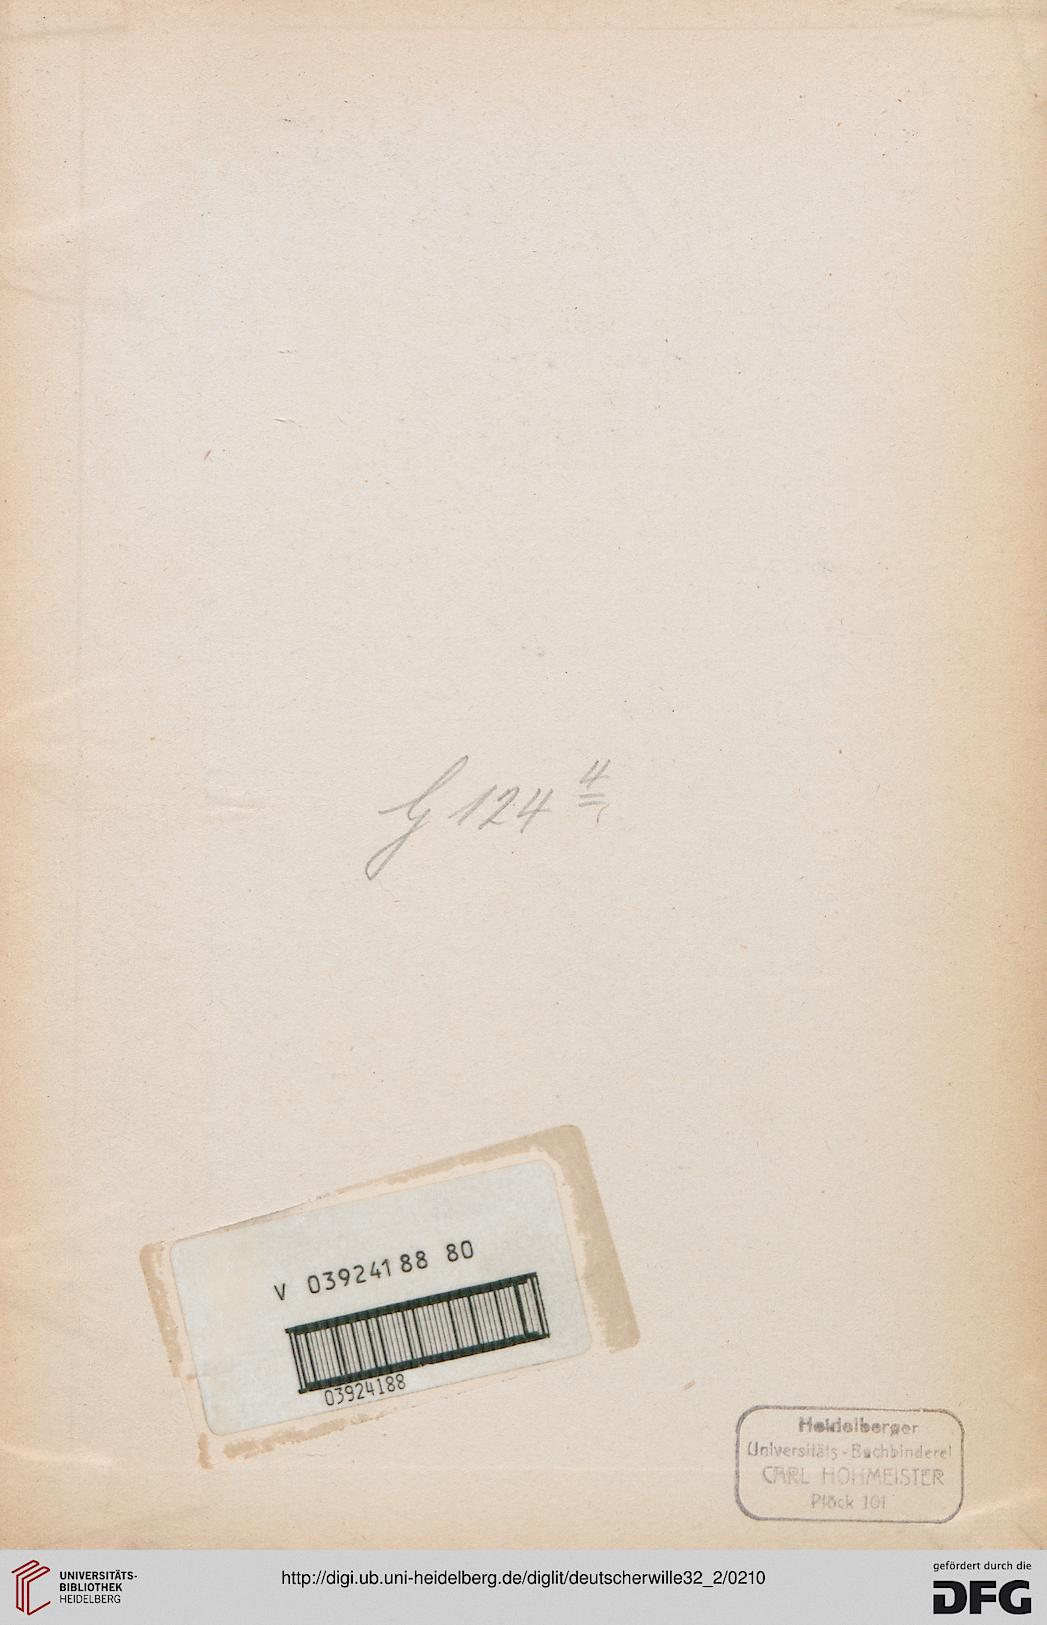 G 124 4
V 03924188 80
03924188
Heidelberger
Universitäts-Buchbinderei
CARL HOHMEISTER
Plöck 101
UNIVERSITÄTS-
BIBLIOTHEK
HEIDELBERG
http://digi.ub.uni-heidelberg.de/diglit/deutscherwille32_2/0210
gefördert durch die
DFG